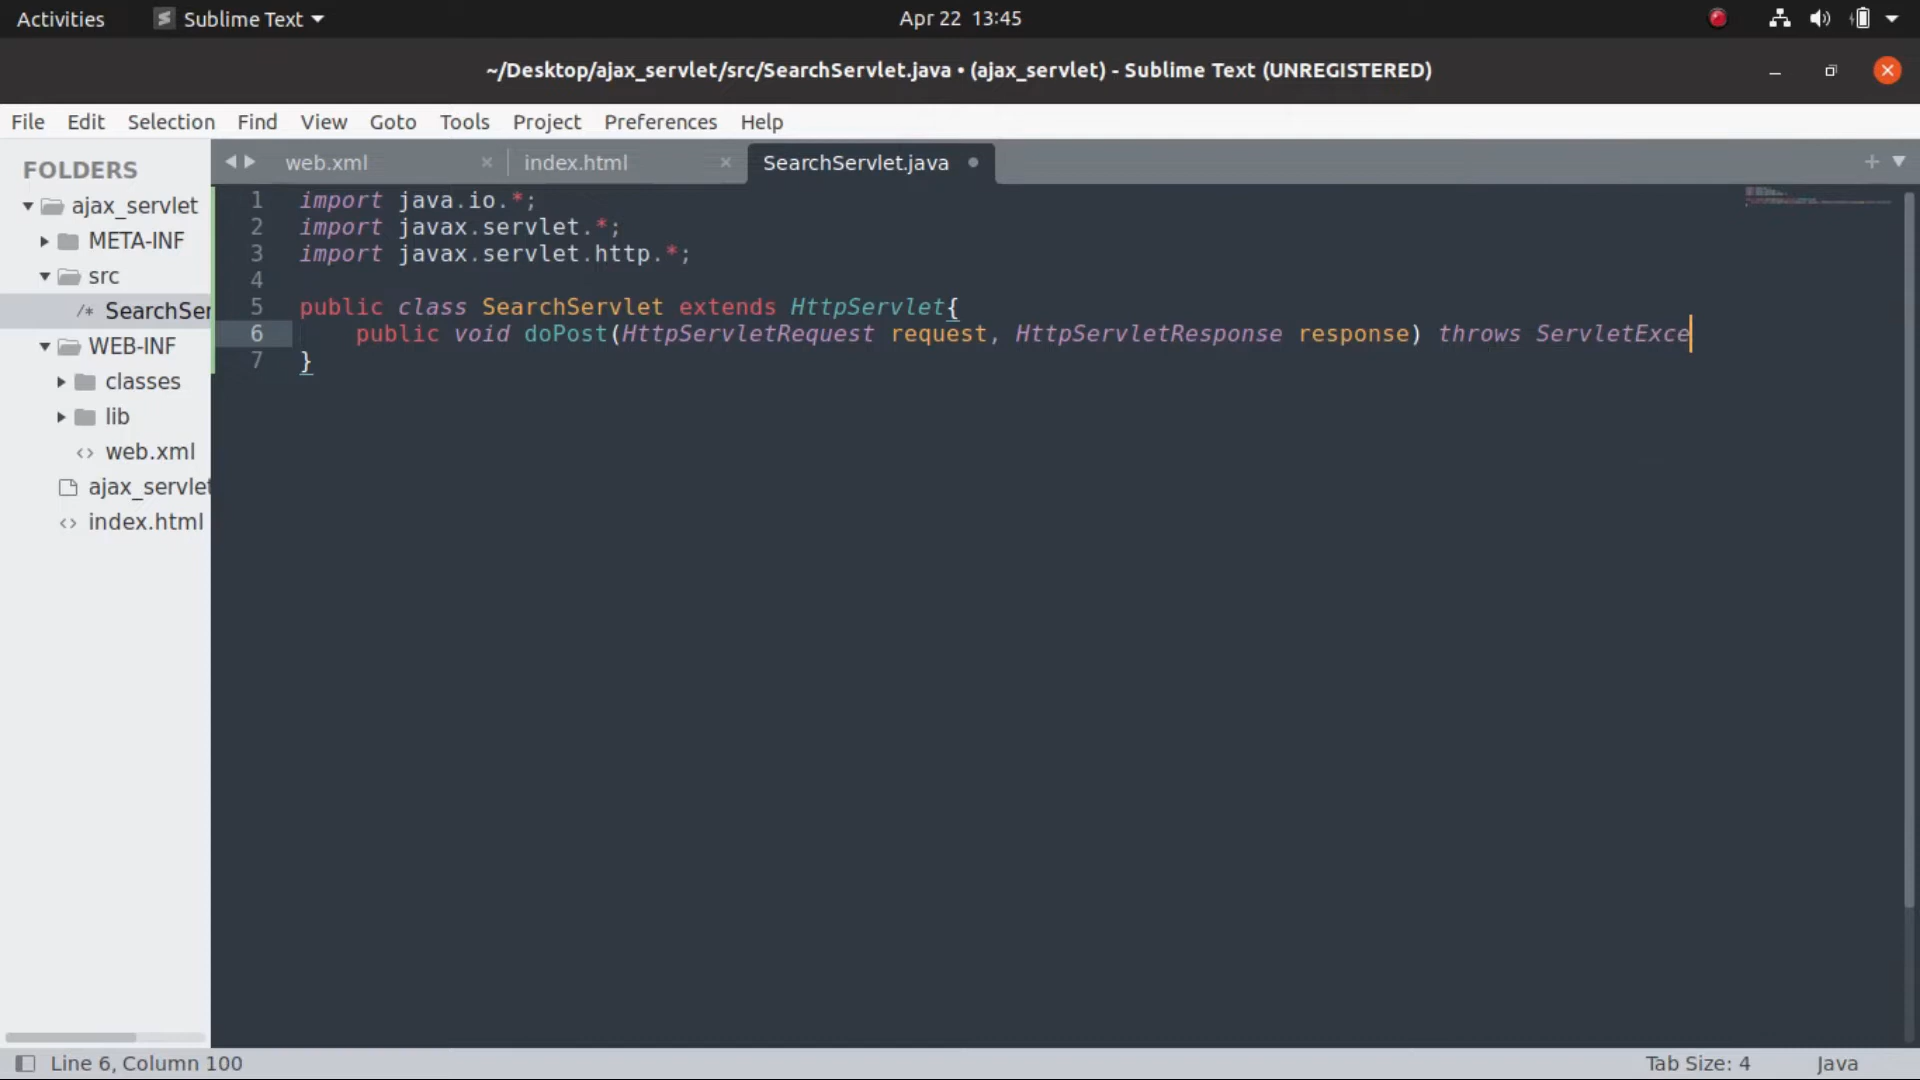 Activities Sublime Text Apr 22 13:45
~/Desktop/ajax_servlet/src/SearchServlet.java • (ajax_servlet) - Sublime Text (UNREGISTERED)
File Edit Selection Find View Goto Tools Project Preferences Help
FOLDERS
ajax_servlet
META-INF
src
/* SearchSer
WEB-INF
classes
lib
<> web.xml
ajax_servlet
<> index.html
web.xml × index.html × SearchServlet.java •
1 import java.io.*;
2 import javax.servlet.*;
3 import javax.servlet.http.*;
4
5 public class SearchServlet extends HttpServlet{
6 public void doPost(HttpServletRequest request, HttpServletResponse response) throws ServletExce
7 }
Line 6, Column 100 Tab Size: 4 Java